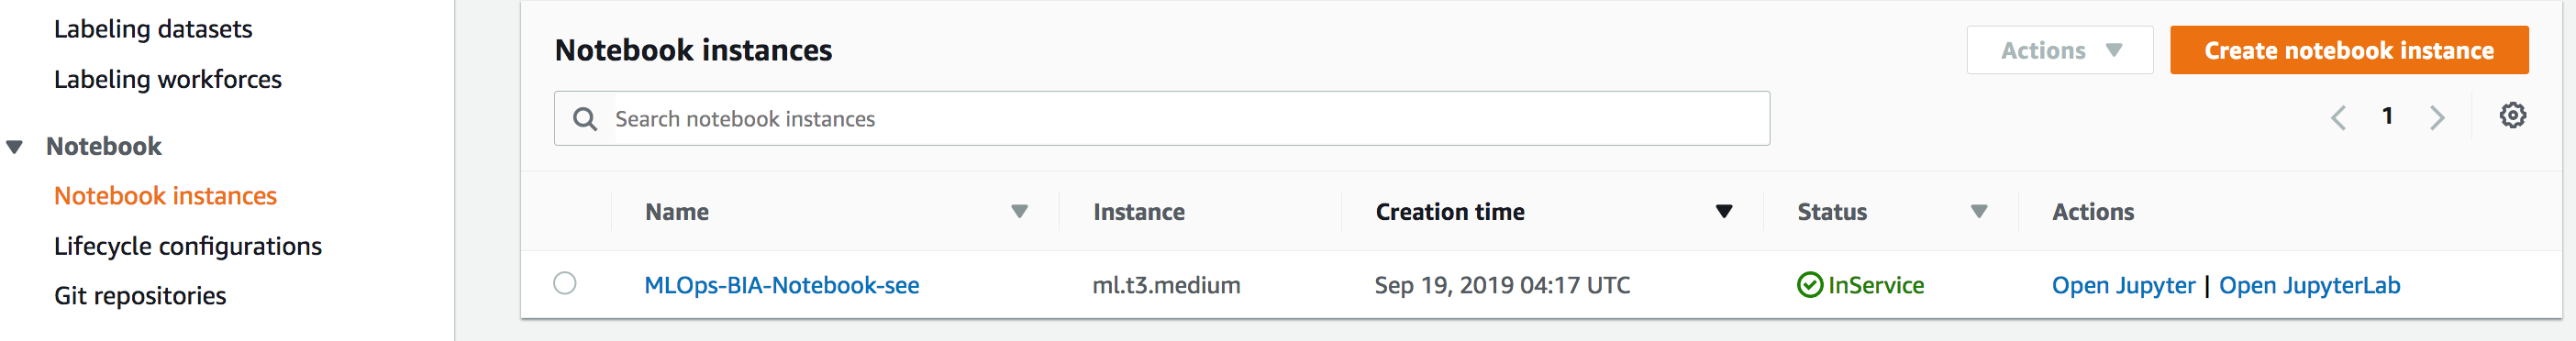 Labeling datasets
Labeling workforces
Notebook
Notebook instances
Lifecycle configurations
Git repositories
Notebook instances
Actions
Create notebook instance
Search notebook instances
1
Name Instance Creation time Status Actions
MLOps-BIA-Notebook-see ml.t3.medium Sep 19, 2019 04:17 UTC InService Open Jupyter | Open JupyterLab